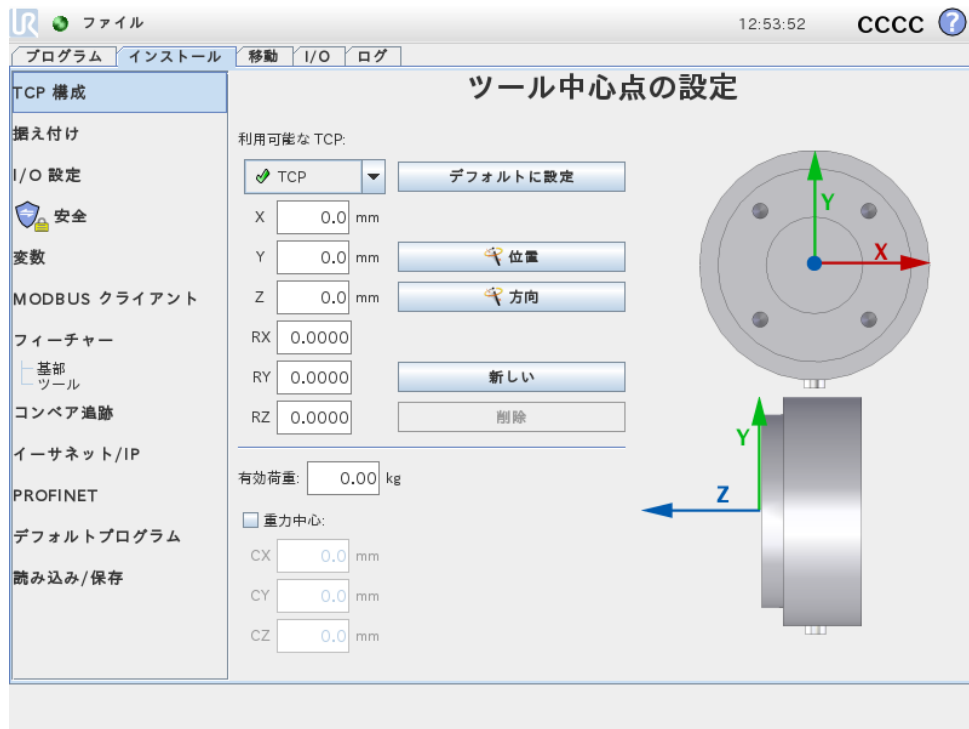 UR ファイル 12:53:52 CCCC ?
プログラム インストール 移動 I/O ログ
TCP 構成
据え付け
I/O 設定
安全
変数
MODBUS クライアント
フィーチャー
基部
ツール
コンベア追跡
イーサネット/IP
PROFINET
デフォルトプログラム
読み込み/保存
ツール中心点の設定
利用可能な TCP:
TCP デフォルトに設定
X 0.0 mm
Y 0.0 mm 位置
Z 0.0 mm 方向
RX 0.0000
RY 0.0000 新しい
RZ 0.0000 削除
有効荷重: 0.00 kg
重力中心:
CX 0.0 mm
CY 0.0 mm
CZ 0.0 mm
Y
X
Y
Z